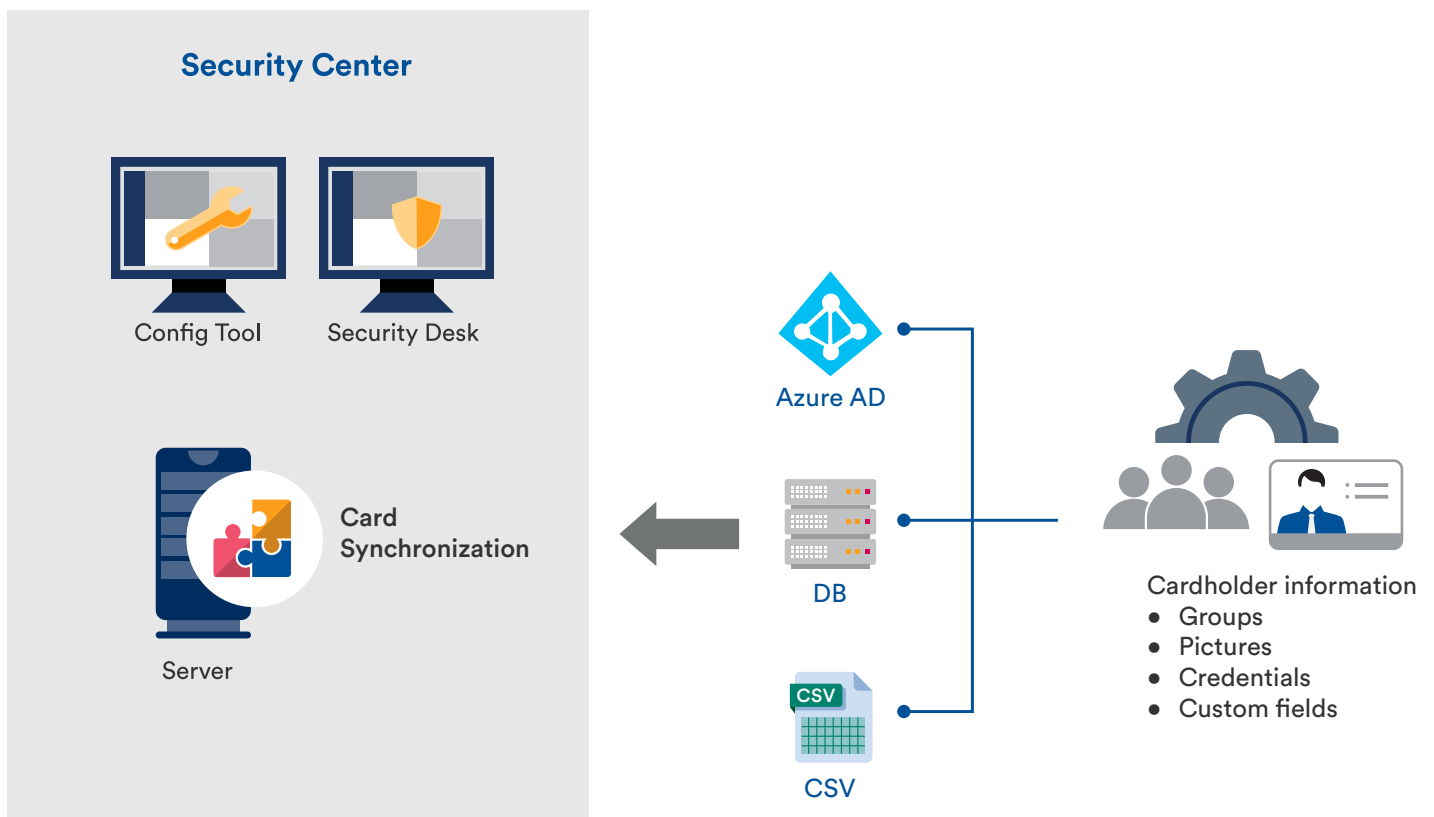 Security Center
Config Tool
Security Desk
Card
Synchronization
Server
Azure AD
DB
CSV
CSV
Cardholder information
● Groups
● Pictures
● Credentials
● Custom fields